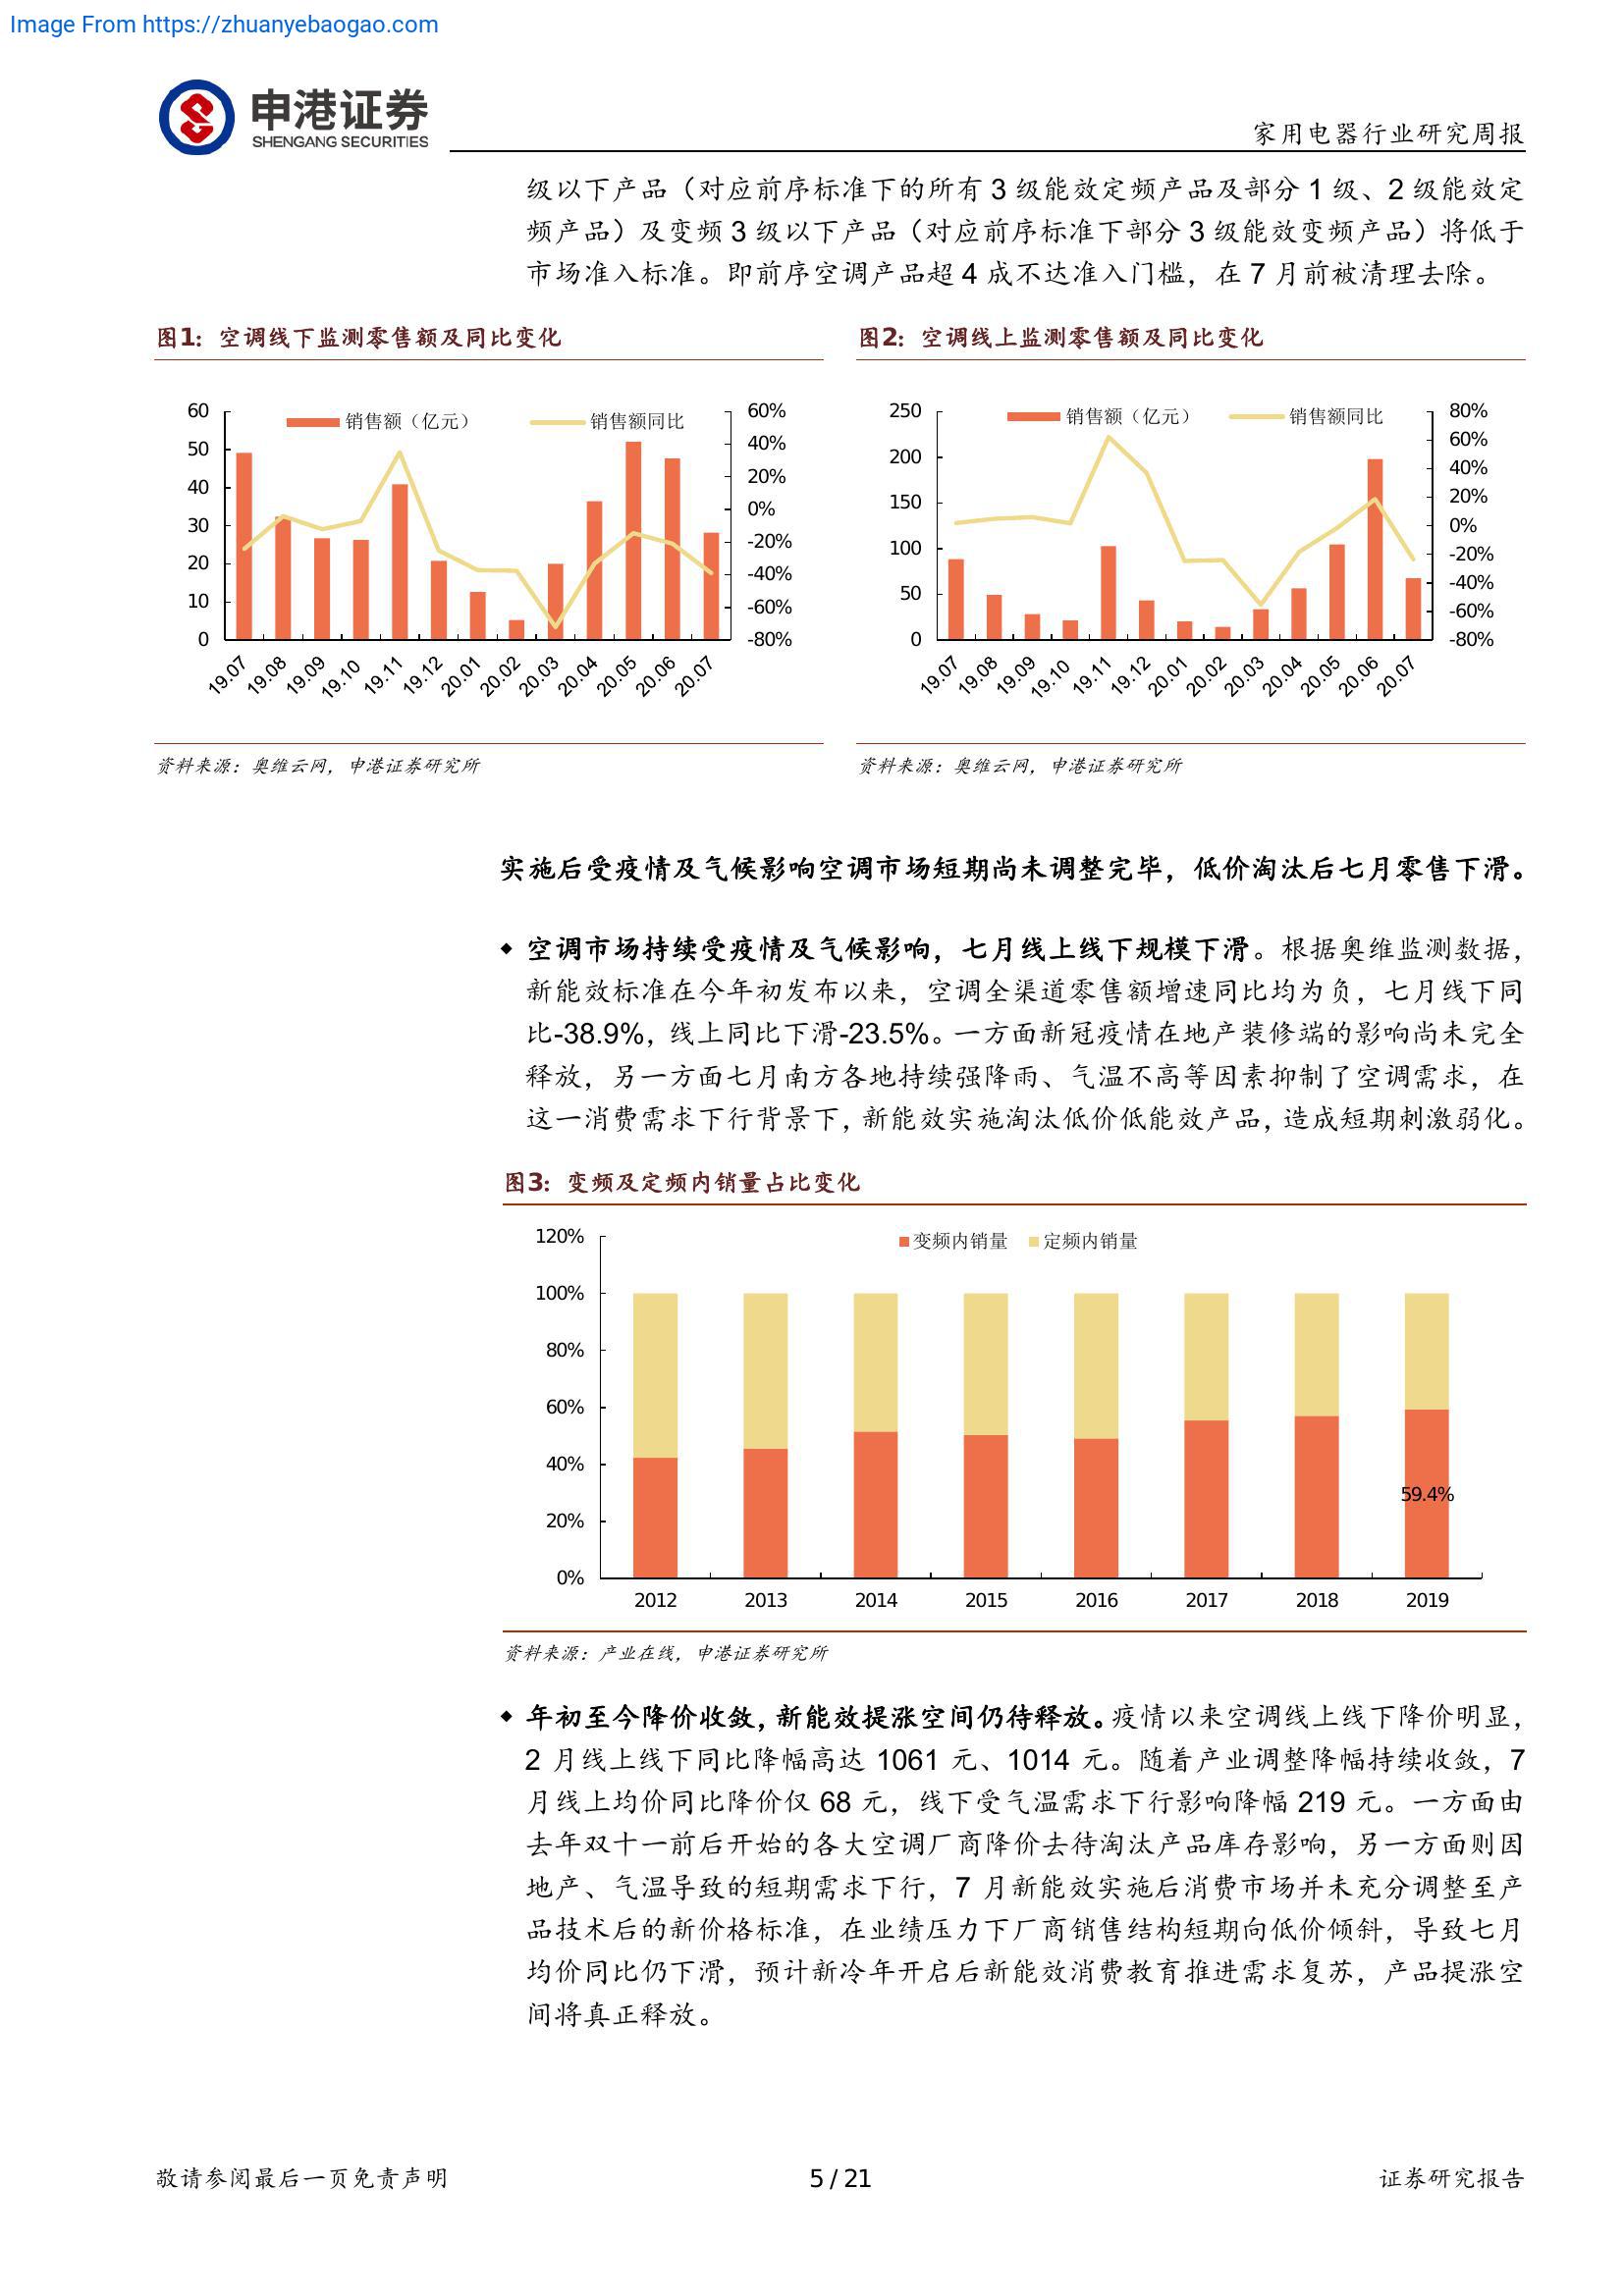 Image From https://zhuanyebaogao.com
申港证券
SHENGANG SECURITIES
家用电器行业研究周报
级以下产品（对应前序标准下的所有 3 级能效定频产品及部分 1 级、2 级能效定
频产品）及变频 3 级以下产品（对应前序标准下部分 3 级能效变频产品）将低于
市场准入标准。即前序空调产品超 4 成不达准入门槛，在 7 月前被清理去除。
图1：空调线下监测零售额及同比变化
销售额（亿元） 销售额同比
60
50
40
30
20
10
0
60%
40%
20%
0%
-20%
-40%
-60%
-80%
19.07 19.08 19.09 19.10 19.11 19.12 20.01 20.02 20.03 20.04 20.05 20.06 20.07
资料来源：奥维云网，申港证券研究所
图2：空调线上监测零售额及同比变化
销售额（亿元） 销售额同比
250
200
150
100
50
0
80%
60%
40%
20%
0%
-20%
-40%
-60%
-80%
19.07 19.08 19.09 19.10 19.11 19.12 20.01 20.02 20.03 20.04 20.05 20.06 20.07
资料来源：奥维云网，申港证券研究所
实施后受疫情及气候影响空调市场短期尚未调整完毕，低价淘汰后七月零售下滑。
◆ 空调市场持续受疫情及气候影响，七月线上线下规模下滑。根据奥维监测数据，
新能效标准在今年初发布以来，空调全渠道零售额增速同比均为负，七月线下同
比-38.9%，线上同比下滑-23.5%。一方面新冠疫情在地产装修端的影响尚未完全
释放，另一方面七月南方各地持续强降雨、气温不高等因素抑制了空调需求，在
这一消费需求下行背景下，新能效实施淘汰低价低能效产品，造成短期刺激弱化。
图3：变频及定频内销量占比变化
变频内销量 定频内销量
120%
100%
80%
60%
40%
20%
0%
59.4%
2012 2013 2014 2015 2016 2017 2018 2019
资料来源：产业在线，申港证券研究所
◆ 年初至今降价收敛，新能效提涨空间仍待释放。疫情以来空调线上线下降价明显，
2 月线上线下同比降幅高达 1061 元、1014 元。随着产业调整降幅持续收敛，7
月线上均价同比降价仅 68 元，线下受气温需求下行影响降幅 219 元。一方面由
去年双十一前后开始的各大空调厂商降价去待淘汰产品库存影响，另一方面则因
地产、气温导致的短期需求下行，7 月新能效实施后消费市场并未充分调整至产
品技术后的新价格标准，在业绩压力下厂商销售结构短期向低价倾斜，导致七月
均价同比仍下滑，预计新冷年开启后新能效消费教育推进需求复苏，产品提涨空
间将真正释放。
敬请参阅最后一页免责声明
5 / 21
证券研究报告